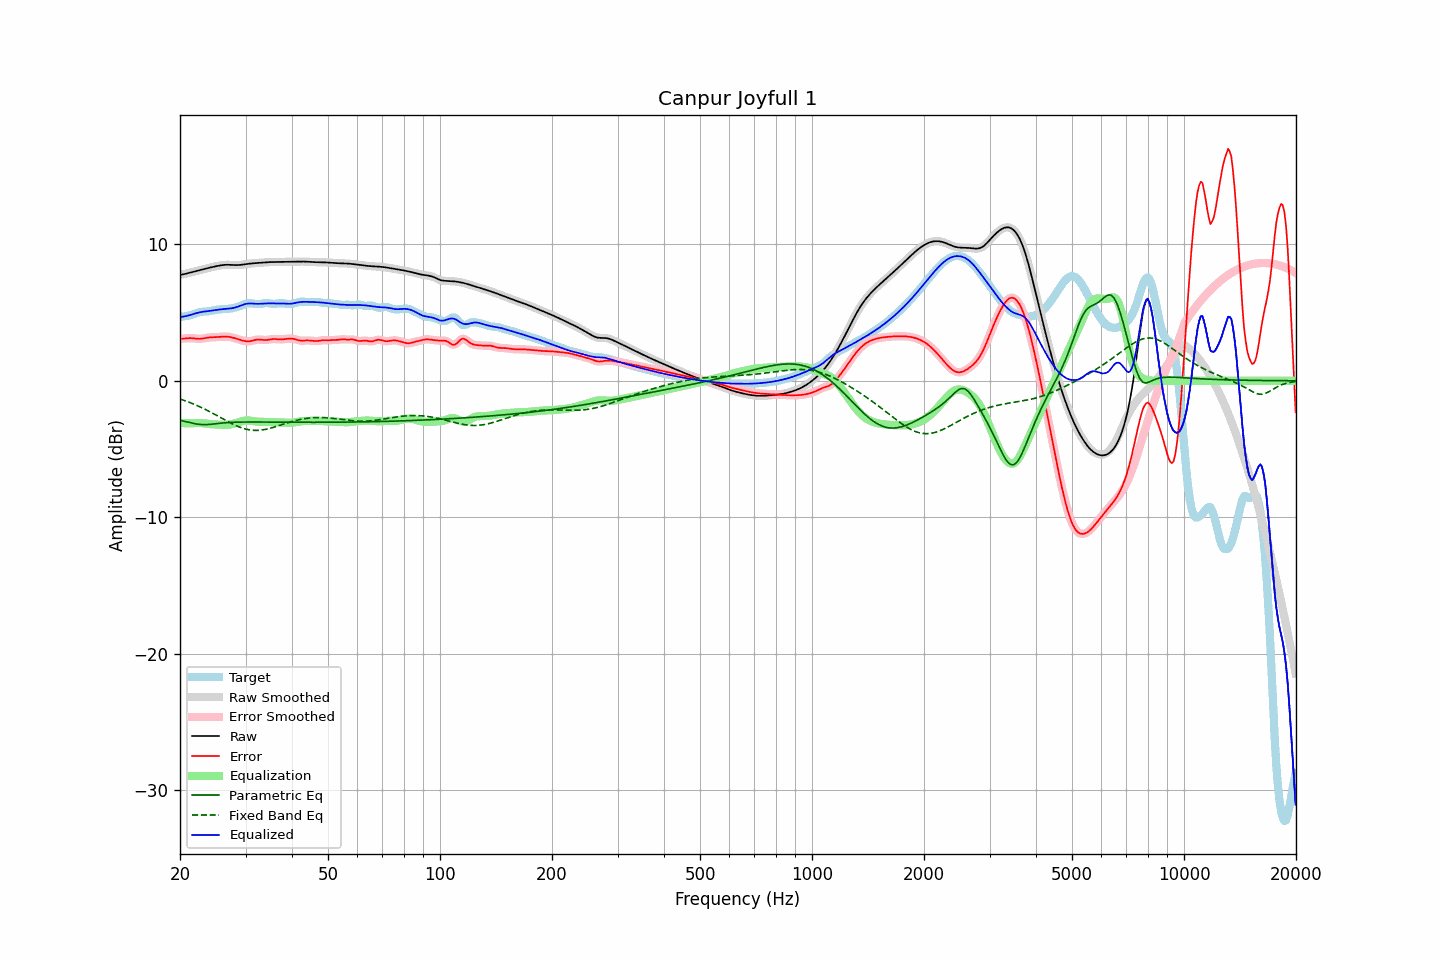 Canpur Joyfull 1
Amplitude (dBr)
10
0
−10
−20
−30
Target
Raw Smoothed
Error Smoothed
Raw
Error
Equalization
Parametric Eq
Fixed Band Eq
Equalized
20 50 100 200 500 1000 2000 5000 10000 20000
Frequency (Hz)